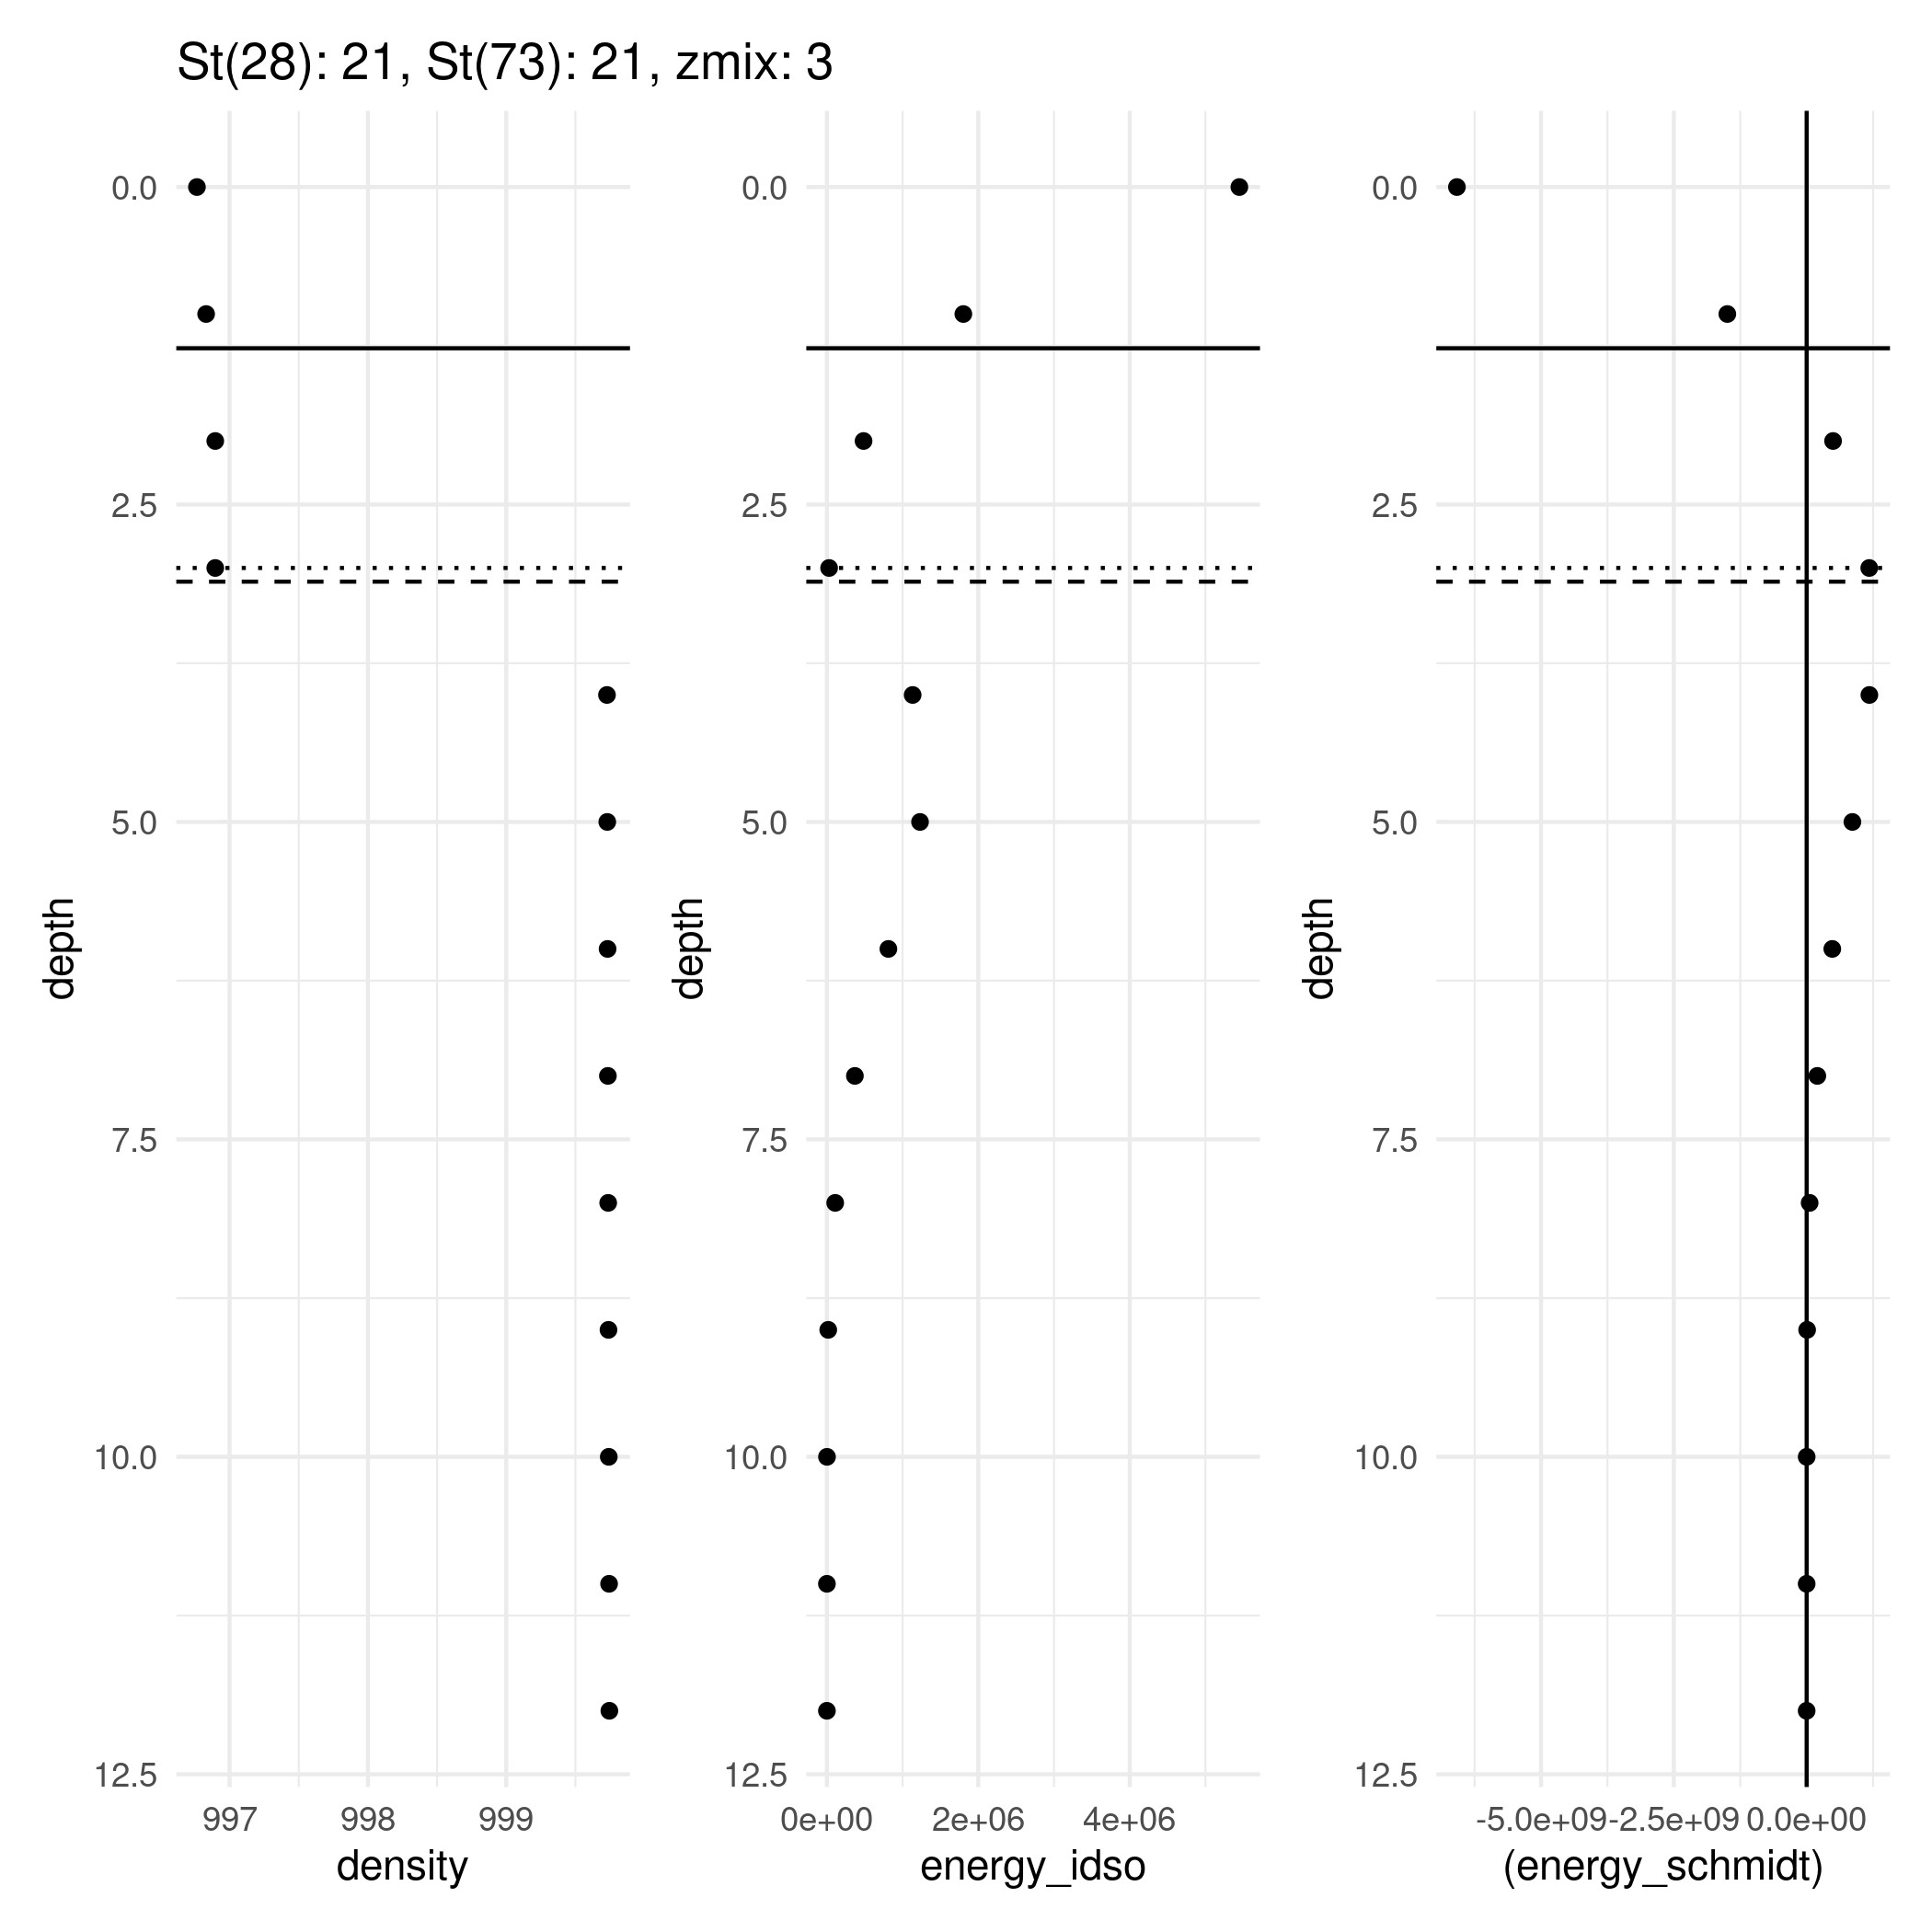 St(28): 21, St(73): 21, zmix: 3
0.0
2.5
5.0
7.5
10.0
12.5
depth
997 998 999
density
0.0
2.5
5.0
7.5
10.0
12.5
depth
0e+00 2e+06 4e+06
energy_idso
0.0
2.5
5.0
7.5
10.0
12.5
depth
-5.0e+09 -2.5e+09 0.0e+00
(energy_schmidt)